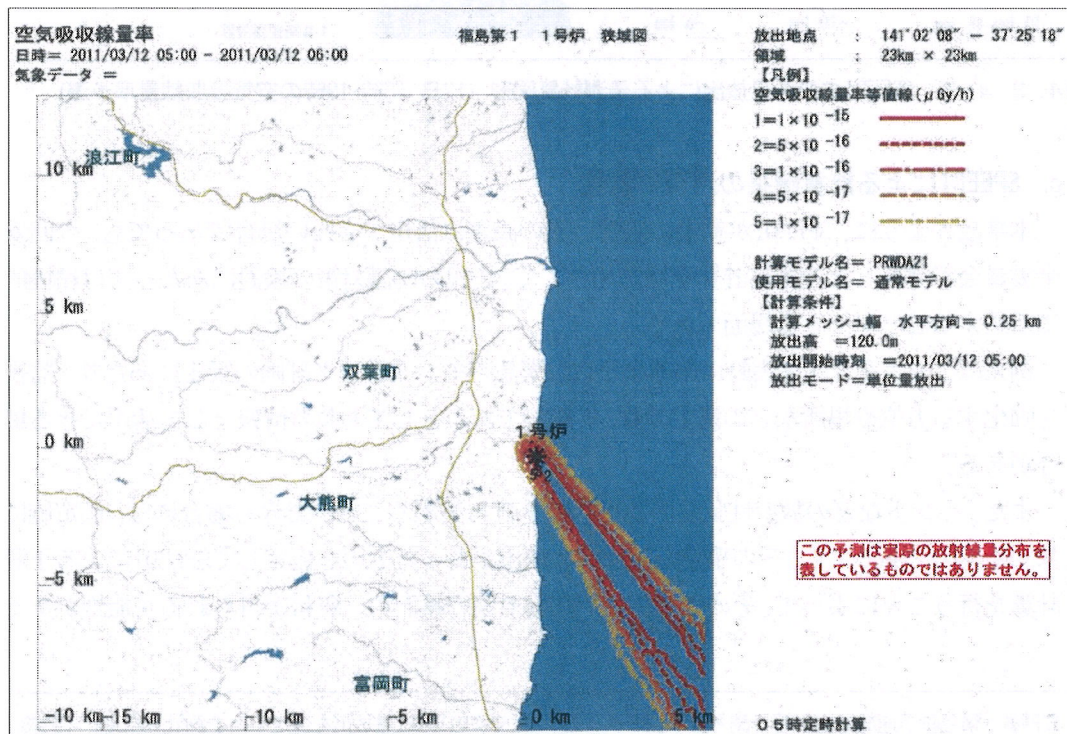 空気吸収線量率
日時= 2011/03/12 05:00 - 2011/03/12 06:00
気象データ =
福島第1 1号炉 狭域図
放出地点 : 141°02'08" － 37°25'18"
領域 : 23km × 23km
【凡例】
空気吸収線量率等値線(μGy/h)
1=1×10 -15
2=5×10 -16
3=1×10 -16
4=5×10 -17
5=1×10 -17
計算モデル名= PRWDA21
使用モデル名= 通常モデル
【計算条件】
計算メッシュ幅 水平方向= 0.25 km
放出高 =120.0m
放出開始時刻 =2011/03/12 05:00
放出モード=単位量放出
この予測は実際の放射線量分布を
表しているものではありません。
05時定時計算
浪江町
10 km
5 km
双葉町
0 km
1号炉
大熊町
-5 km
富岡町
-10 km
-15 km
-10 km
-5 km
0 km
5 km